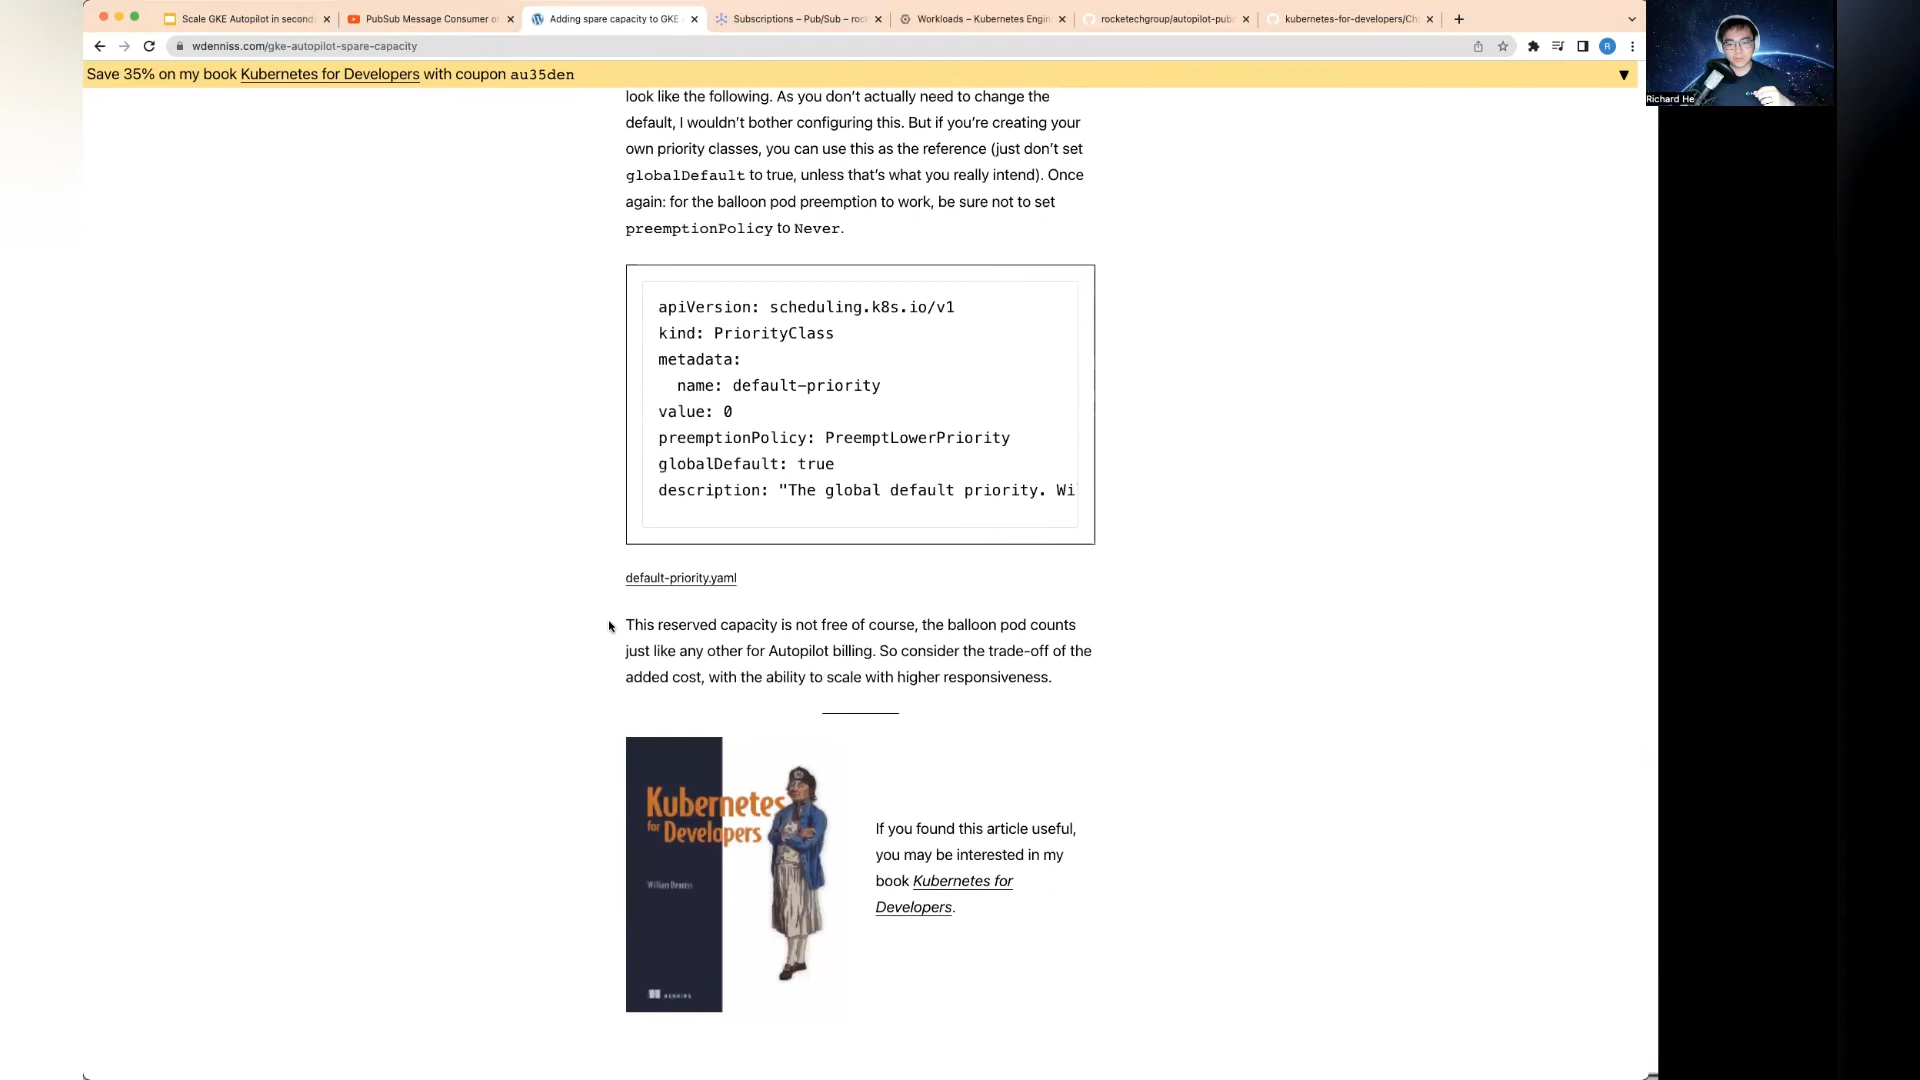 Scale GKE Autopilot in second
PubSub Message Consumer or
Adding spare capacity to GKE
Subscriptions – Pub/Sub – roc
Workloads – Kubernetes Engin
rocketechgroup/autopilot-pub
kubernetes-for-developers/Ch
wdenniss.com/gke-autopilot-spare-capacity
R
Richard He
Save 35% on my book Kubernetes for Developers with coupon au35den
look like the following. As you don't actually need to change the
default, I wouldn't bother configuring this. But if you're creating your
own priority classes, you can use this as the reference (just don't set
globalDefault to true, unless that's what you really intend). Once
again: for the balloon pod preemption to work, be sure not to set
preemptionPolicy to Never.
apiVersion: scheduling.k8s.io/v1
kind: PriorityClass
metadata:
  name: default-priority
value: 0
preemptionPolicy: PreemptLowerPriority
globalDefault: true
description: "The global default priority. Wi
default-priority.yaml
This reserved capacity is not free of course, the balloon pod counts
just like any other for Autopilot billing. So consider the trade-off of the
added cost, with the ability to scale with higher responsiveness.
Kubernetes
for Developers
William Denniss
MANNING
If you found this article useful,
you may be interested in my
book Kubernetes for
Developers.